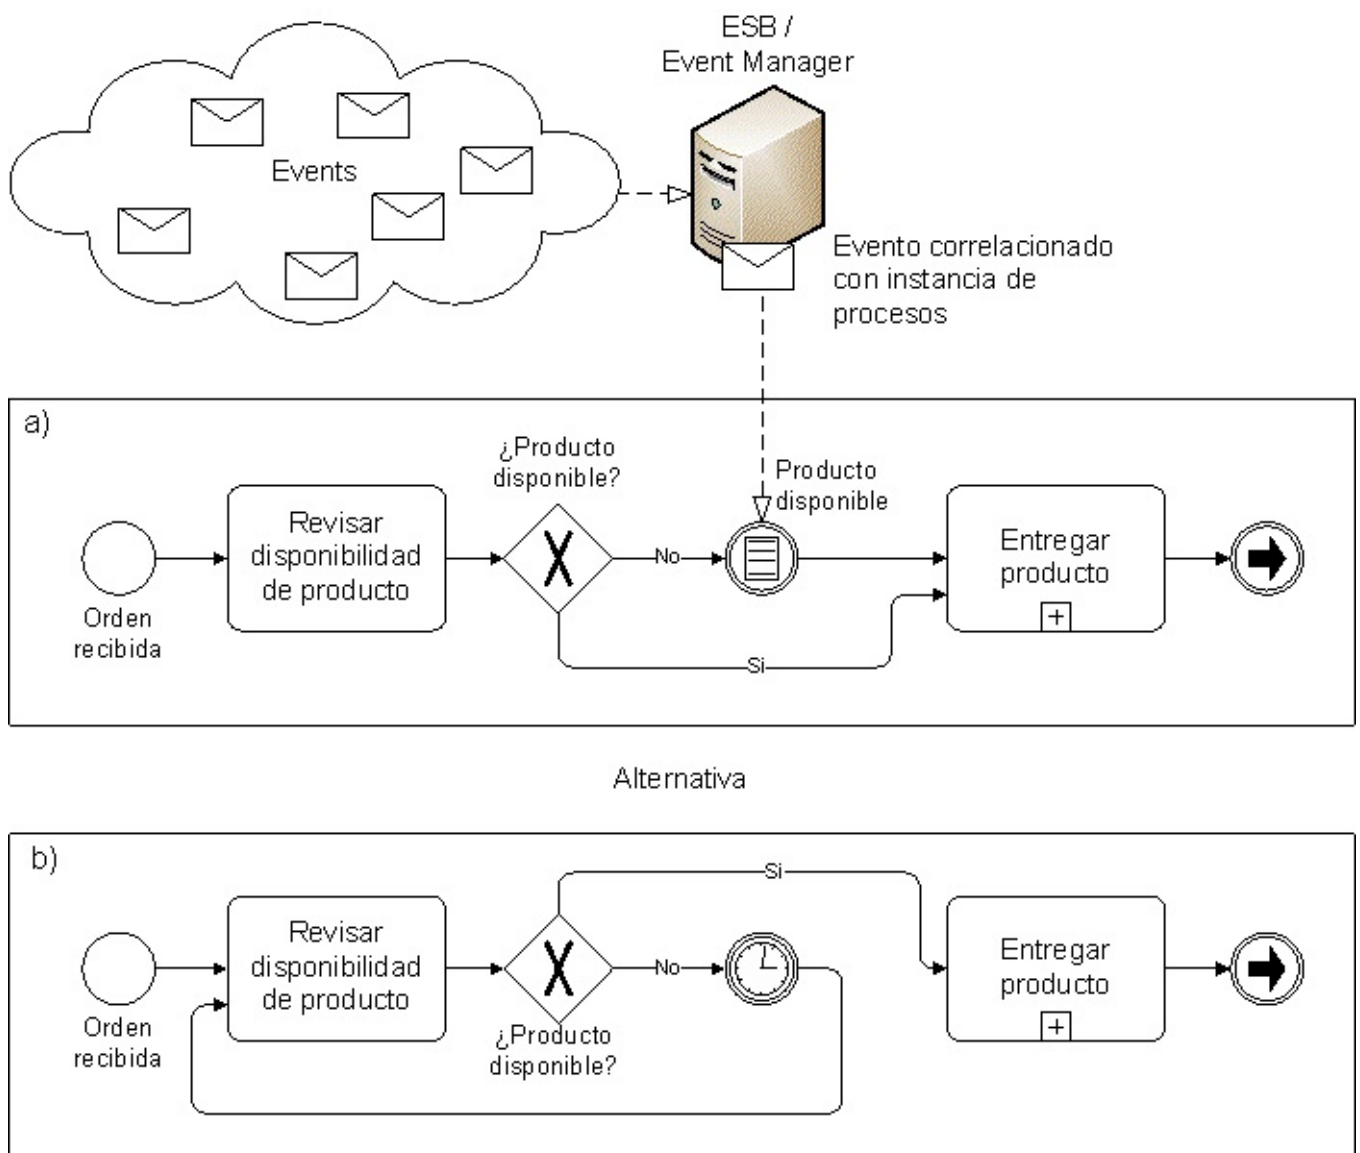 ESB /
Event Manager
Events
Evento correlacionado
con instancia de
procesos
a)
¿Producto
disponible?
Producto
disponible
Revisar
disponibilidad
de producto
No
Entregar
producto
Orden
recibida
Si
Alternativa
b)
Si
Revisar
disponibilidad
de producto
No
Entregar
producto
Orden
recibida
¿Producto
disponible?